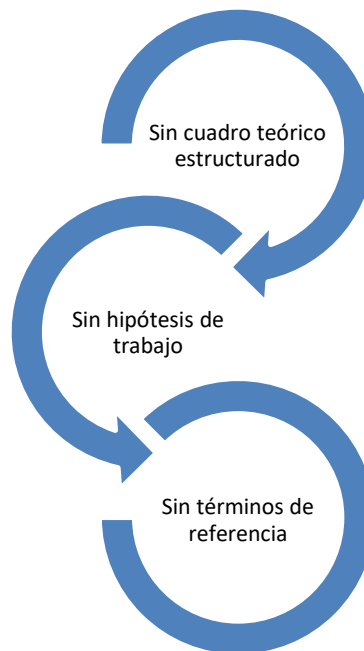 Sin cuadro teórico
estructurado
Sin hipótesis de
trabajo
Sin términos de
referencia